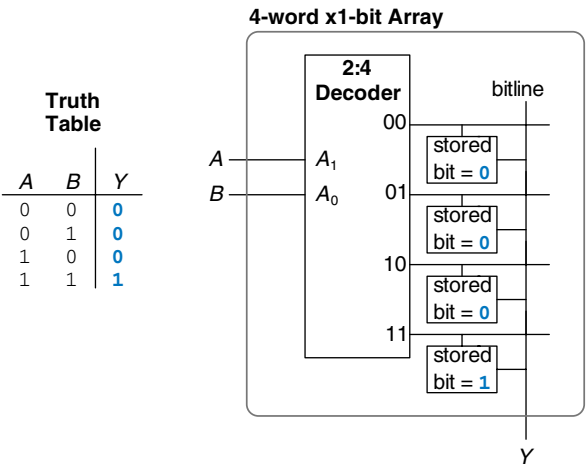 4-word x1-bit Array
Truth
Table
A B Y
0 0 0
0 1 0
1 0 0
1 1 1
2:4
Decoder
bitline
A A1
B A0
00
stored
bit = 0
01
stored
bit = 0
10
stored
bit = 0
11
stored
bit = 1
Y